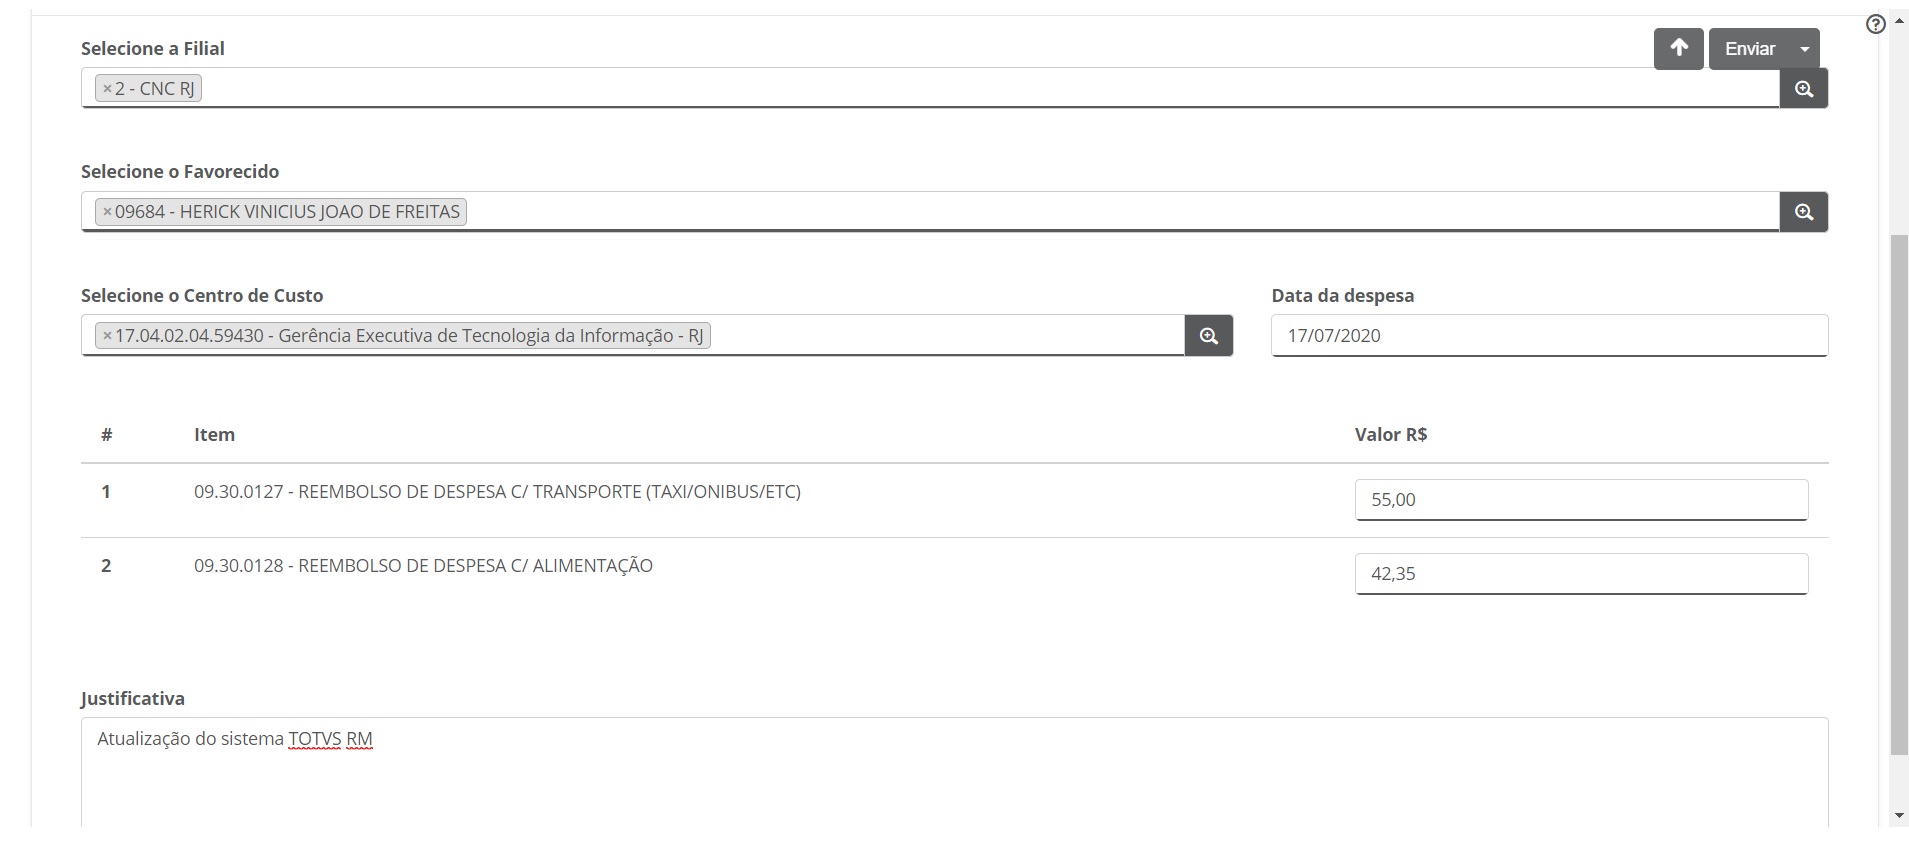 Selecione a Filial
Enviar
×2 - CNC RJ
Selecione o Favorecido
×09684 - HERICK VINICIUS JOAO DE FREITAS
Selecione o Centro de Custo
Data da despesa
×17.04.02.04.59430 - Gerência Executiva de Tecnologia da Informação - RJ
17/07/2020
# Item Valor R$
1 09.30.0127 - REEMBOLSO DE DESPESA C/ TRANSPORTE (TAXI/ONIBUS/ETC) 55,00
2 09.30.0128 - REEMBOLSO DE DESPESA C/ ALIMENTAÇÃO 42,35
Justificativa
Atualização do sistema TOTVS RM